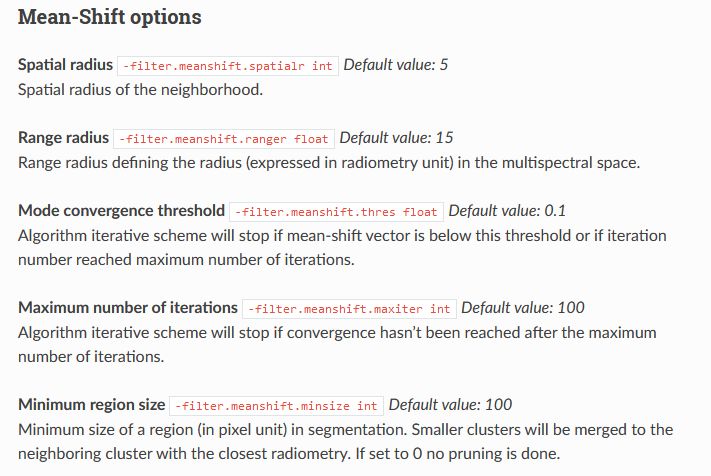 Mean-Shift options
Spatial radius -filter.meanshift.spatialr int Default value: 5
Spatial radius of the neighborhood.
Range radius -filter.meanshift.ranger float Default value: 15
Range radius defining the radius (expressed in radiometry unit) in the multispectral space.
Mode convergence threshold -filter.meanshift.thres float Default value: 0.1
Algorithm iterative scheme will stop if mean-shift vector is below this threshold or if iteration
number reached maximum number of iterations.
Maximum number of iterations -filter.meanshift.maxiter int Default value: 100
Algorithm iterative scheme will stop if convergence hasn’t been reached after the maximum
number of iterations.
Minimum region size -filter.meanshift.minsize int Default value: 100
Minimum size of a region (in pixel unit) in segmentation. Smaller clusters will be merged to the
neighboring cluster with the closest radiometry. If set to 0 no pruning is done.